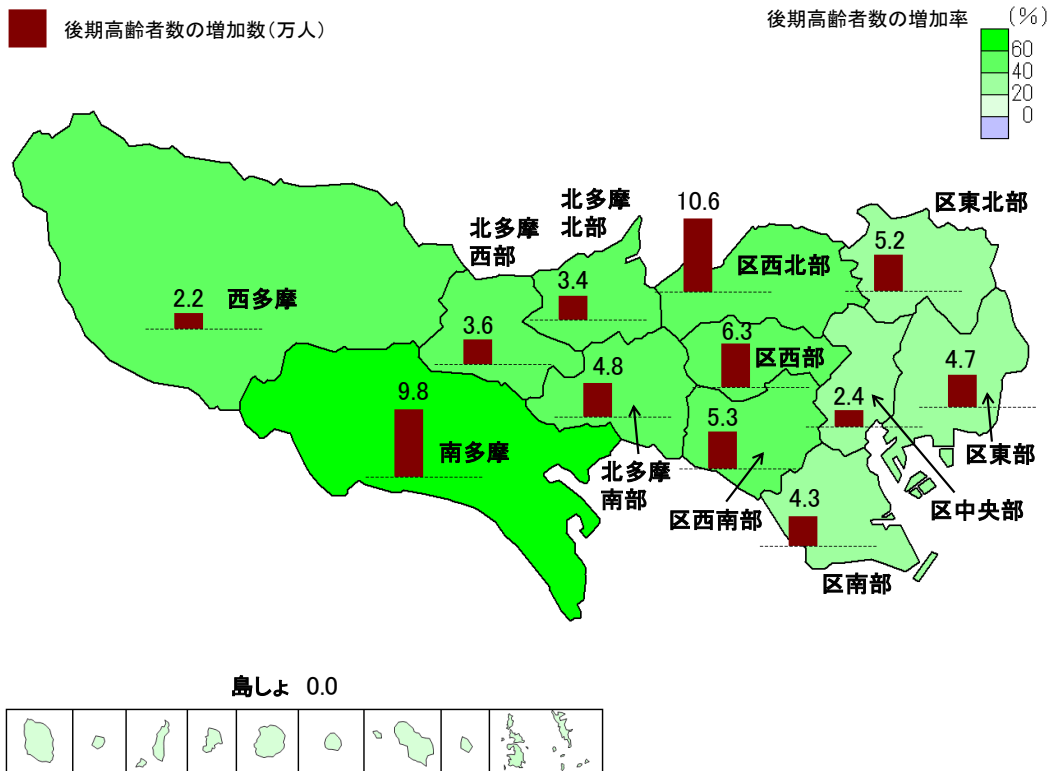 後期高齢者数の増加数(万人)
後期高齢者数の増加率
(%)
60
40
20
0
西多摩
2.2
北多摩
西部
3.6
北多摩
北部
3.4
10.6
区西北部
区東北部
5.2
6.3
区西部
4.8
北多摩
南部
9.8
南多摩
5.3
区西南部
2.4
区中央部
4.7
区東部
4.3
区南部
島しょ 0.0